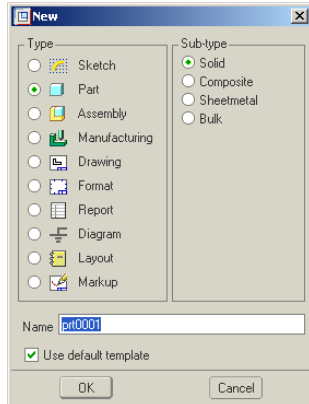 New
Type
Sketch
Part
Assembly
Manufacturing
Drawing
Format
Report
Diagram
Layout
Markup
Sub-type
Solid
Composite
Sheetmetal
Bulk
Name prt0001
Use default template
OK Cancel